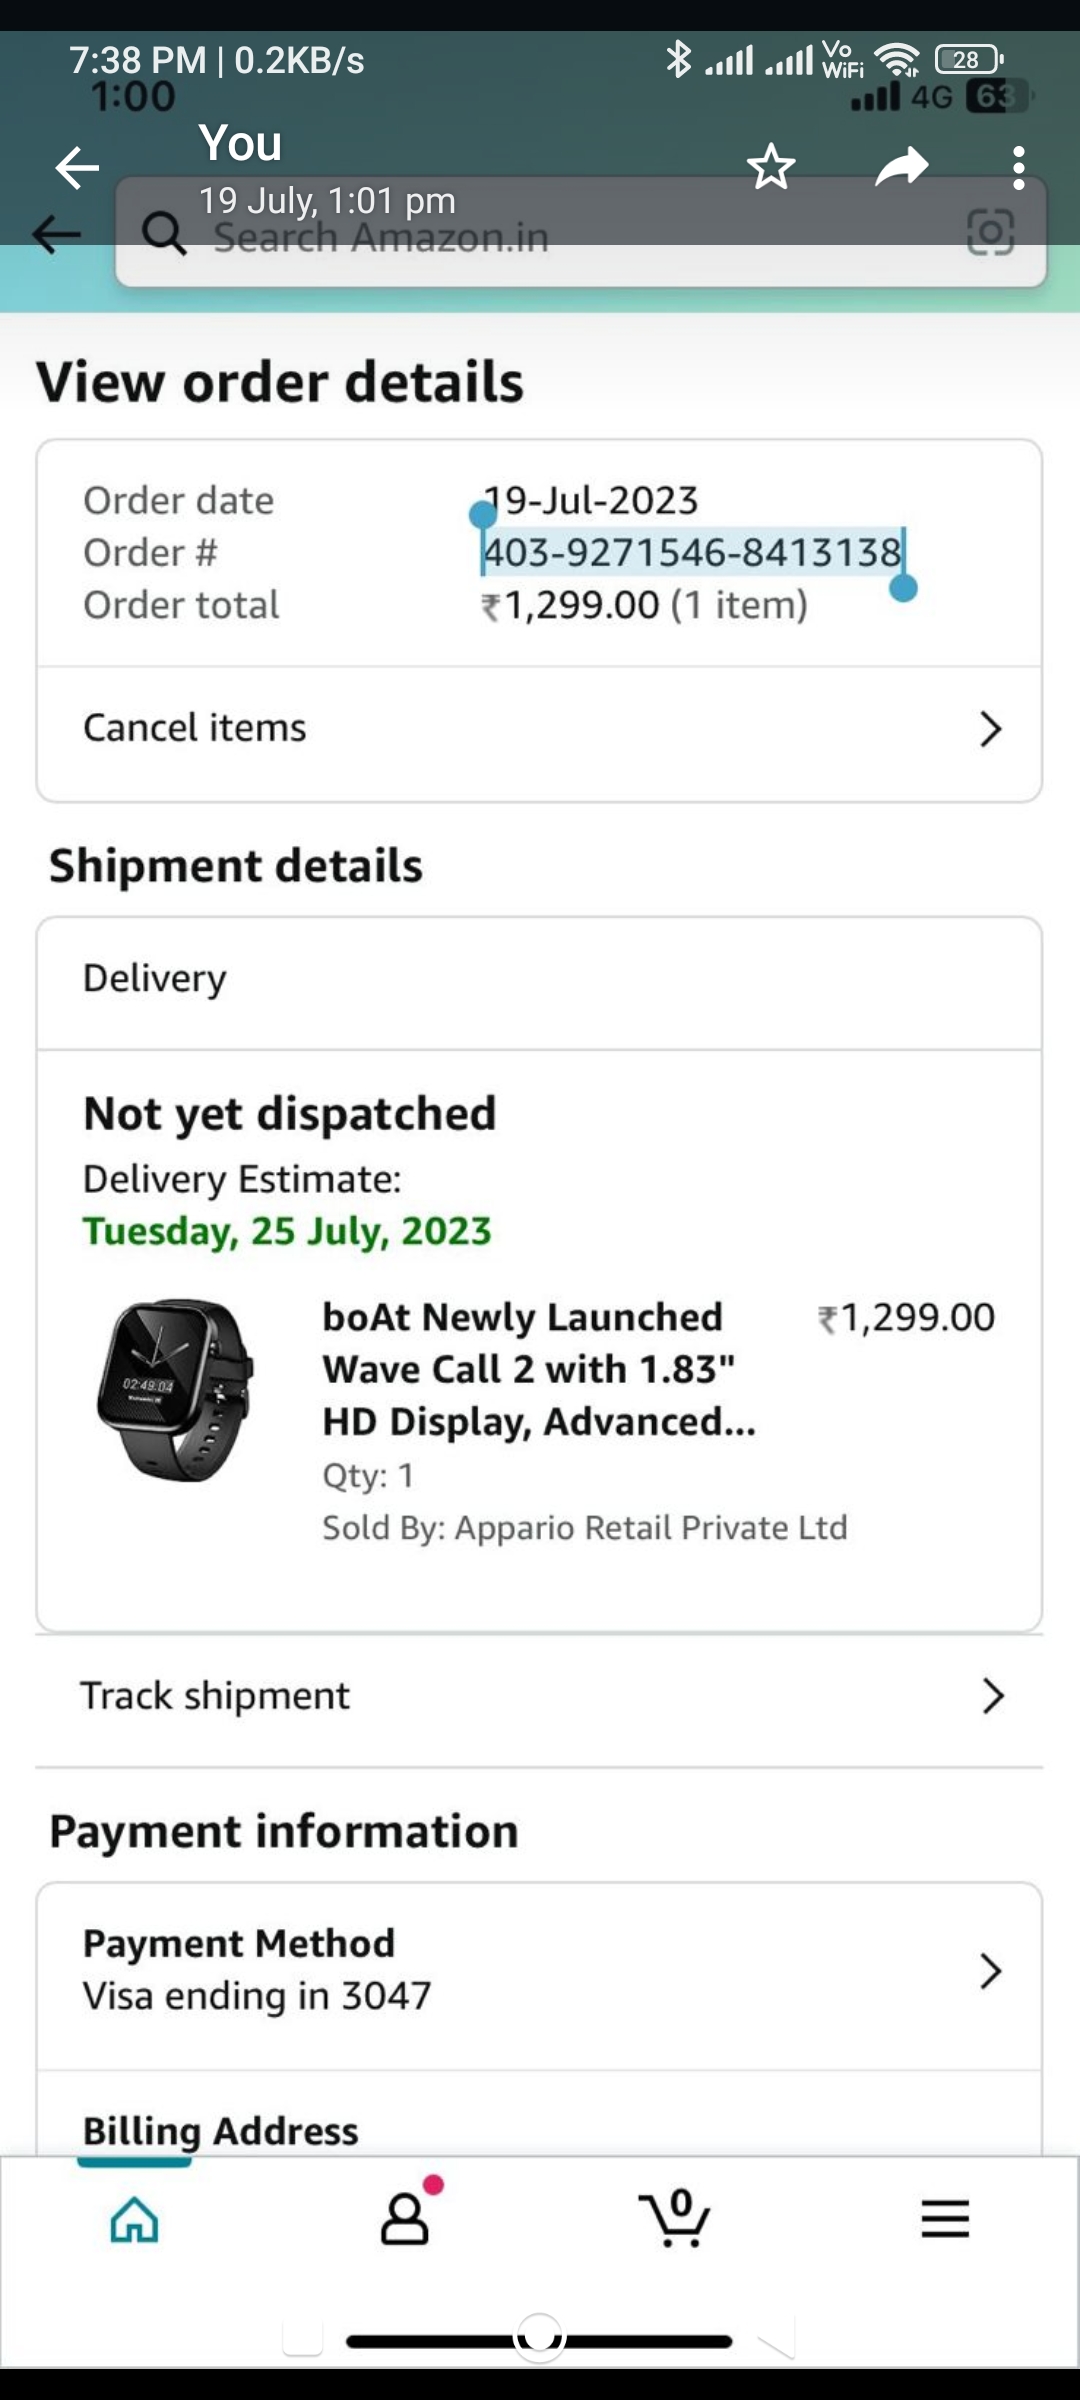 7:38 PM | 0.2KB/s
Vo
WiFi
28
1:00
4G
63
You
19 July, 1:01 pm
Search Amazon.in
View order details
Order date 19-Jul-2023
Order # 403-9271546-8413138
Order total ₹1,299.00 (1 item)
Cancel items
Shipment details
Delivery
Not yet dispatched
Delivery Estimate:
Tuesday, 25 July, 2023
boAt Newly Launched ₹1,299.00
Wave Call 2 with 1.83"
HD Display, Advanced...
02:49:04
Qty: 1
Sold By: Appario Retail Private Ltd
Track shipment
Payment information
Payment Method
Visa ending in 3047
Billing Address
0